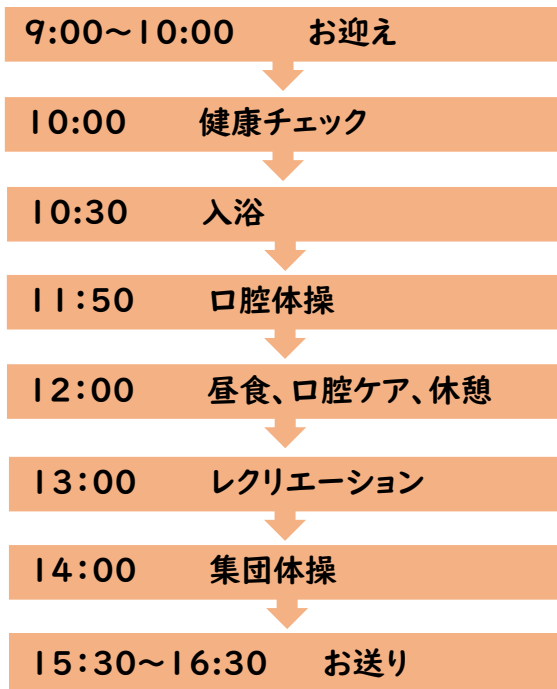 9:00～10:00 お迎え
10:00 健康チェック
10:30 入浴
11：50 口腔体操
12：00 昼食、口腔ケア、休憩
13：00 レクリエーション
14：00 集団体操
15：30～16:30 お送り